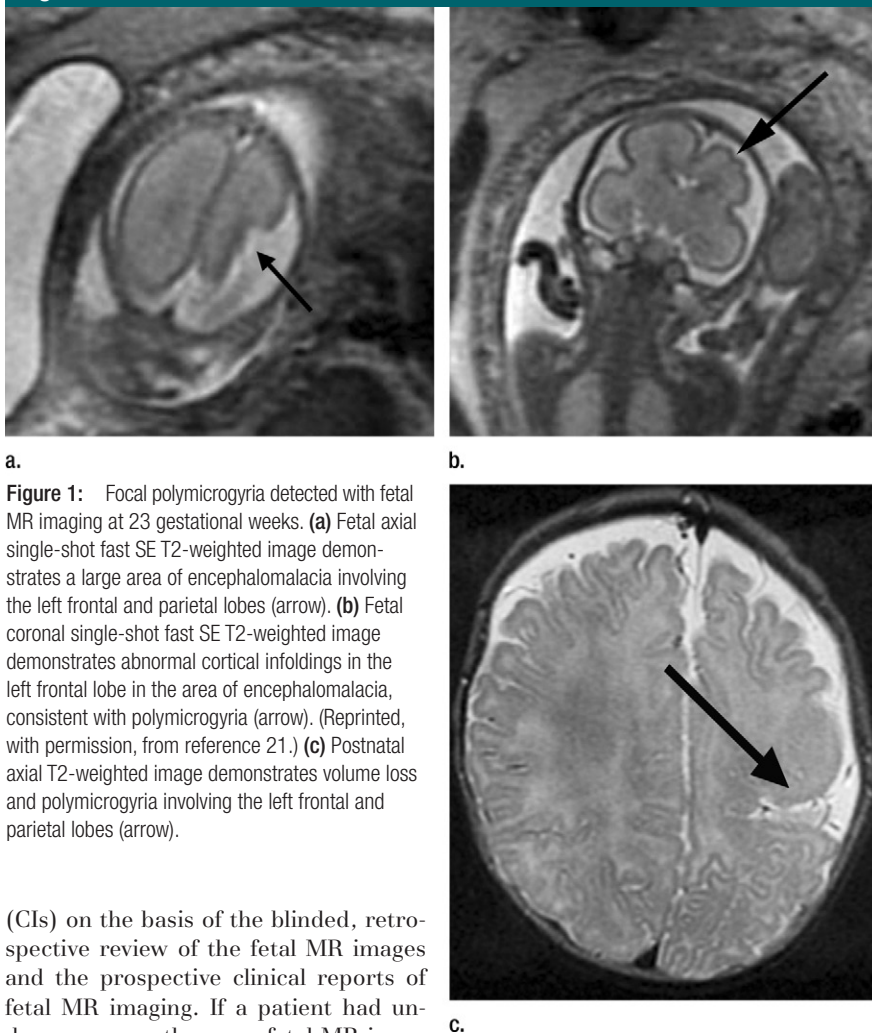 a.
b.
Figure 1: Focal polymicrogyria detected with fetal
MR imaging at 23 gestational weeks. (a) Fetal axial
single-shot fast SE T2-weighted image demon-
strates a large area of encephalomalacia involving
the left frontal and parietal lobes (arrow). (b) Fetal
coronal single-shot fast SE T2-weighted image
demonstrates abnormal cortical infoldings in the
left frontal lobe in the area of encephalomalacia,
consistent with polymicrogyria (arrow). (Reprinted,
with permission, from reference 21.) (c) Postnatal
axial T2-weighted image demonstrates volume loss
and polymicrogyria involving the left frontal and
parietal lobes (arrow).
(CIs) on the basis of the blinded, retro-
spective review of the fetal MR images
and the prospective clinical reports of
fetal MR imaging. If a patient had un-
c.